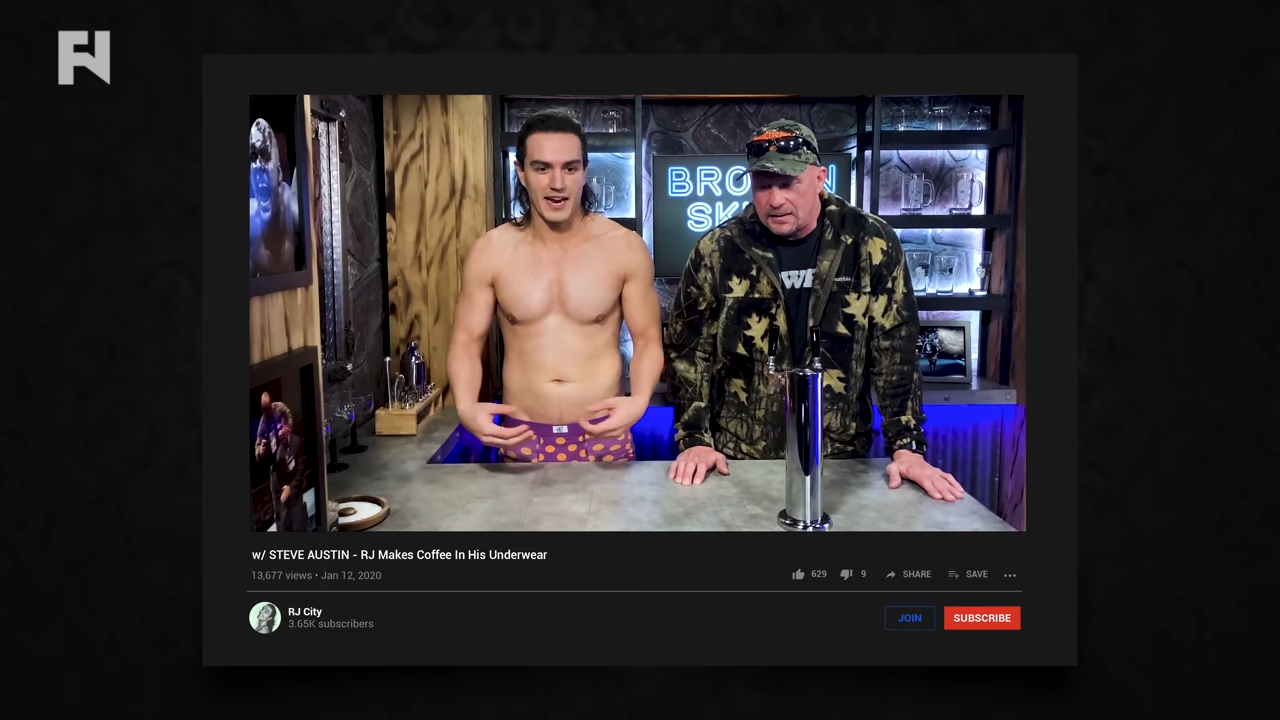 FI
BRO N
SK
w/ STEVE AUSTIN - RJ Makes Coffee In His Underwear
13,677 views • Jan 12, 2020
629
9
SHARE
SAVE
RJ City
3.65K subscribers
JOIN
SUBSCRIBE